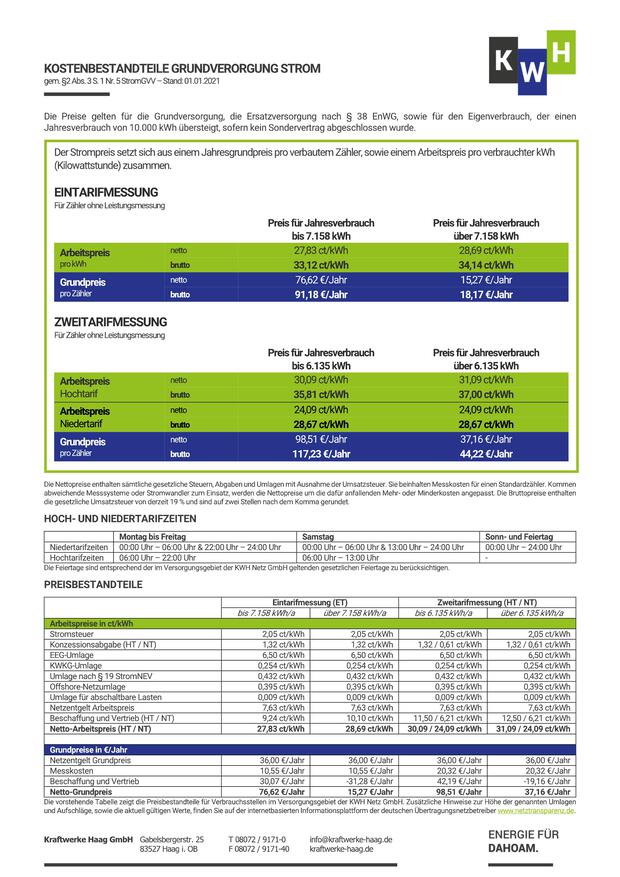 KOSTENBESTANDTEILE GRUNDVERORGUNG STROM
gem. §2 Abs. 3 S. 1 Nr. 5 StromGVV – Stand: 01.01.2021
K W H
Die Preise gelten für die Grundversorgung, die Ersatzversorgung nach § 38 EnWG, sowie für den Eigenverbrauch, der einen
Jahresverbrauch von 10.000 kWh übersteigt, sofern kein Sondervertrag abgeschlossen wurde.
Der Strompreis setzt sich aus einem Jahresgrundpreis pro verbautem Zähler, sowie einem Arbeitspreis pro verbrauchter kWh
(Kilowattstunde) zusammen.
EINTARIFMESSUNG
Für Zähler ohne Leistungsmessung
Preis für Jahresverbrauch Preis für Jahresverbrauch
bis 7.158 kWh über 7.158 kWh
Arbeitspreis netto 27,83 ct/kWh 28,69 ct/kWh
pro kWh brutto 33,12 ct/kWh 34,14 ct/kWh
Grundpreis netto 76,62 €/Jahr 15,27 €/Jahr
pro Zähler brutto 91,18 €/Jahr 18,17 €/Jahr
ZWEITARIFMESSUNG
Für Zähler ohne Leistungsmessung
Preis für Jahresverbrauch Preis für Jahresverbrauch
bis 6.135 kWh über 6.135 kWh
Arbeitspreis netto 30,09 ct/kWh 31,09 ct/kWh
Hochtarif brutto 35,81 ct/kWh 37,00 ct/kWh
Arbeitspreis netto 24,09 ct/kWh 24,09 ct/kWh
Niedertarif brutto 28,67 ct/kWh 28,67 ct/kWh
Grundpreis netto 98,51 €/Jahr 37,16 €/Jahr
pro Zähler brutto 117,23 €/Jahr 44,22 €/Jahr
Die Nettopreise enthalten sämtliche gesetzliche Steuern, Abgaben und Umlagen mit Ausnahme der Umsatzsteuer. Sie beinhalten Messkosten für einen Standardzähler. Kommen
abweichende Messsysteme oder Stromwandler zum Einsatz, werden die Nettopreise um die dafür anfallenden Mehr- oder Minderkosten angepasst. Die Bruttopreise enthalten
die gesetzliche Umsatzsteuer von derzeit 19 % und sind auf zwei Stellen nach dem Komma gerundet.
HOCH- UND NIEDERTARIFZEITEN
Montag bis Freitag Samstag Sonn- und Feiertag
Niedertarifzeiten 00:00 Uhr – 06:00 Uhr & 22:00 Uhr – 24:00 Uhr 00:00 Uhr – 06:00 Uhr & 13:00 Uhr – 24:00 Uhr 00:00 Uhr – 24:00 Uhr
Hochtarifzeiten 06:00 Uhr – 22:00 Uhr 06:00 Uhr – 13:00 Uhr -
Die Feiertage sind entsprechend der im Versorgungsgebiet der KWH Netz GmbH geltenden gesetzlichen Feiertage zu berücksichtigen.
PREISBESTANDTEILE
Eintarifmessung (ET) Zweitarifmessung (HT / NT)
bis 7.158 kWh/a über 7.158 kWh/a bis 6.135 kWh/a über 6.135 kWh/a
Arbeitspreise in ct/kWh
Stromsteuer 2,05 ct/kWh 2,05 ct/kWh 2,05 ct/kWh 2,05 ct/kWh
Konzessionsabgabe (HT / NT) 1,32 ct/kWh 1,32 ct/kWh 1,32 / 0,61 ct/kWh 1,32 / 0,61 ct/kWh
EEG-Umlage 6,50 ct/kWh 6,50 ct/kWh 6,50 ct/kWh 6,50 ct/kWh
KWKG-Umlage 0,254 ct/kWh 0,254 ct/kWh 0,254 ct/kWh 0,254 ct/kWh
Umlage nach § 19 StromNEV 0,432 ct/kWh 0,432 ct/kWh 0,432 ct/kWh 0,432 ct/kWh
Offshore-Netzumlage 0,395 ct/kWh 0,395 ct/kWh 0,395 ct/kWh 0,395 ct/kWh
Umlage für abschaltbare Lasten 0,009 ct/kWh 0,009 ct/kWh 0,009 ct/kWh 0,009 ct/kWh
Netzentgelt Arbeitspreis 7,63 ct/kWh 7,63 ct/kWh 7,63 ct/kWh 7,63 ct/kWh
Beschaffung und Vertrieb (HT / NT) 9,24 ct/kWh 10,10 ct/kWh 11,50 / 6,21 ct/kWh 12,50 / 6,21 ct/kWh
Netto-Arbeitspreis (HT / NT) 27,83 ct/kWh 28,69 ct/kWh 30,09 / 24,09 ct/kWh 31,09 / 24,09 ct/kWh
Grundpreise in €/Jahr
Netzentgelt Grundpreis 36,00 €/Jahr 36,00 €/Jahr 36,00 €/Jahr 36,00 €/Jahr
Messkosten 10,55 €/Jahr 10,55 €/Jahr 20,32 €/Jahr 20,32 €/Jahr
Beschaffung und Vertrieb 30,07 €/Jahr -31,28 €/Jahr 42,19 €/Jahr -19,16 €/Jahr
Netto-Grundpreis 76,62 €/Jahr 15,27 €/Jahr 98,51 €/Jahr 37,16 €/Jahr
Die vorstehende Tabelle zeigt die Preisbestandteile für Verbrauchsstellen im Versorgungsgebiet der KWH Netz GmbH. Zusätzliche Hinweise zur Höhe der genannten Umlagen
und Aufschläge, sowie die aktuell gültigen Werte, finden Sie auf der internetbasierten Informationsplattform der deutschen Übertragungsnetzbetreiber www.netztransparenz.de.
Kraftwerke Haag GmbH Gabelsbergerstr. 25 T 08072 / 9171-0 info@kraftwerke-haag.de ENERGIE FÜR
83527 Haag i. OB F 08072 / 9171-40 kraftwerke-haag.de DAHOAM.